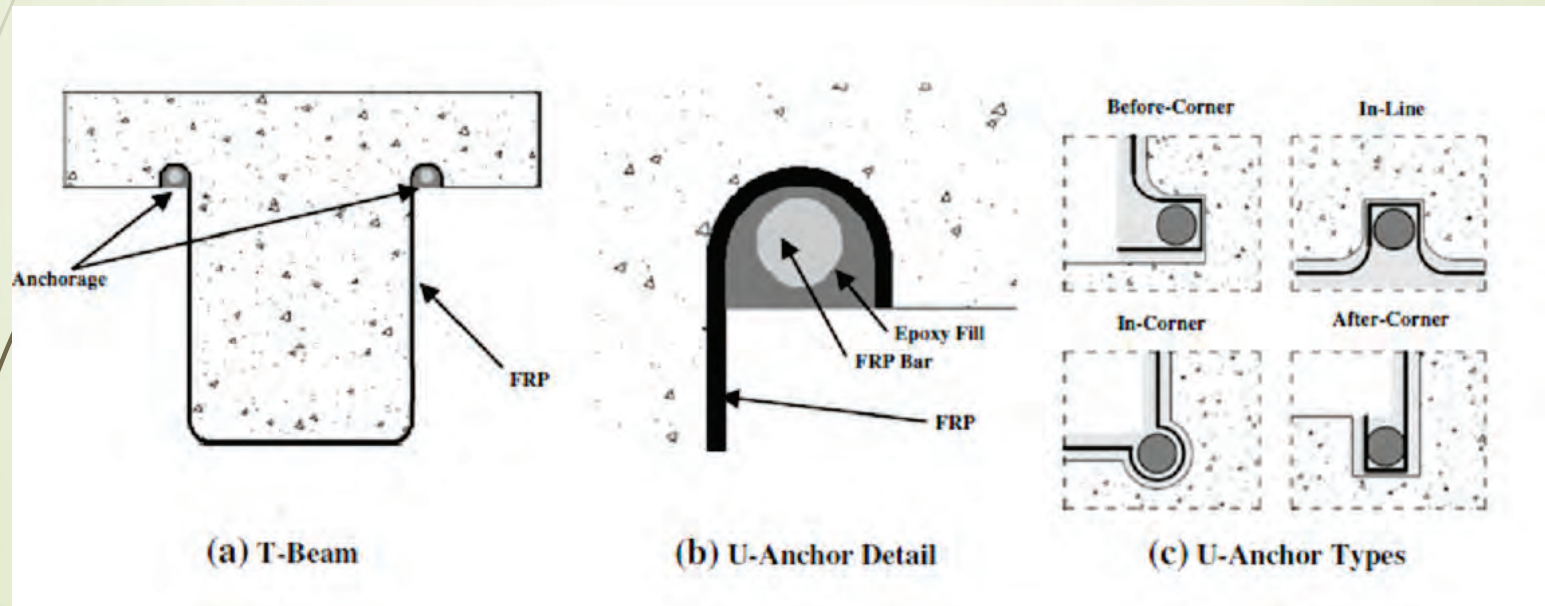 Anchorage
FRP
(a) T-Beam
Epoxy Fill
FRP Bar
FRP
(b) U-Anchor Detail
Before-Corner
In-Line
In-Corner
After-Corner
(c) U-Anchor Types